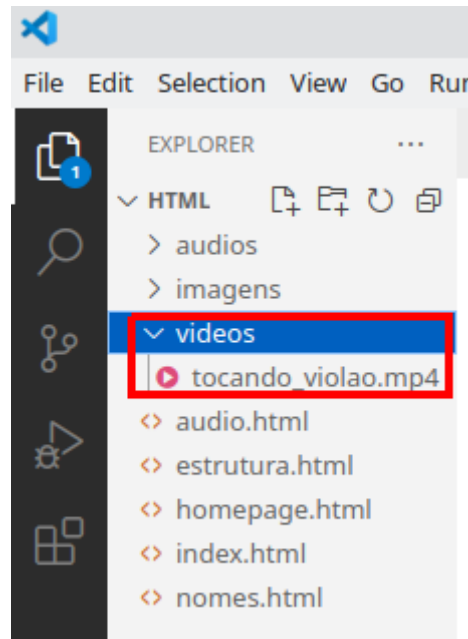 File Edit Selection View Go Rur
EXPLORER ...
1
HTML
audios
imagens
videos
tocando_violao.mp4
audio.html
estrutura.html
homepage.html
index.html
nomes.html